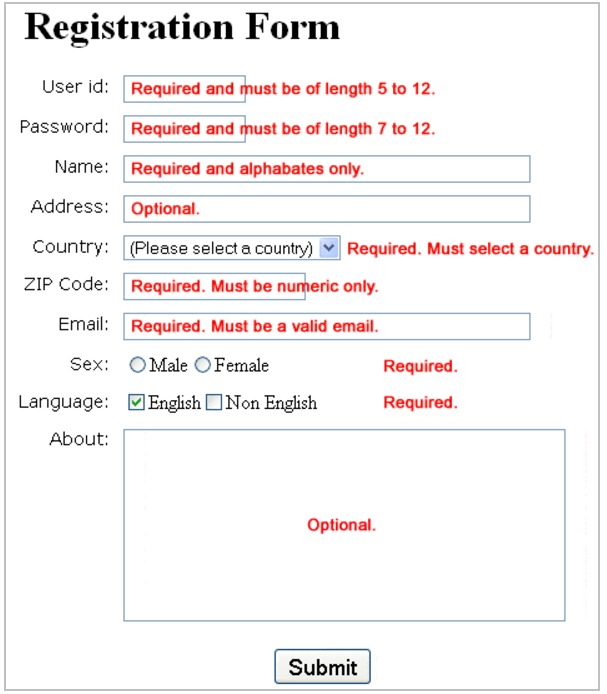 Registration Form
User id: Required and must be of length 5 to 12.
Password: Required and must be of length 7 to 12.
Name: Required and alphabates only.
Address: Optional.
Country: (Please select a country) Required. Must select a country.
ZIP Code: Required. Must be numeric only.
Email: Required. Must be a valid email.
Sex: Male Female Required.
Language: English Non English Required.
About:
Optional.
Submit